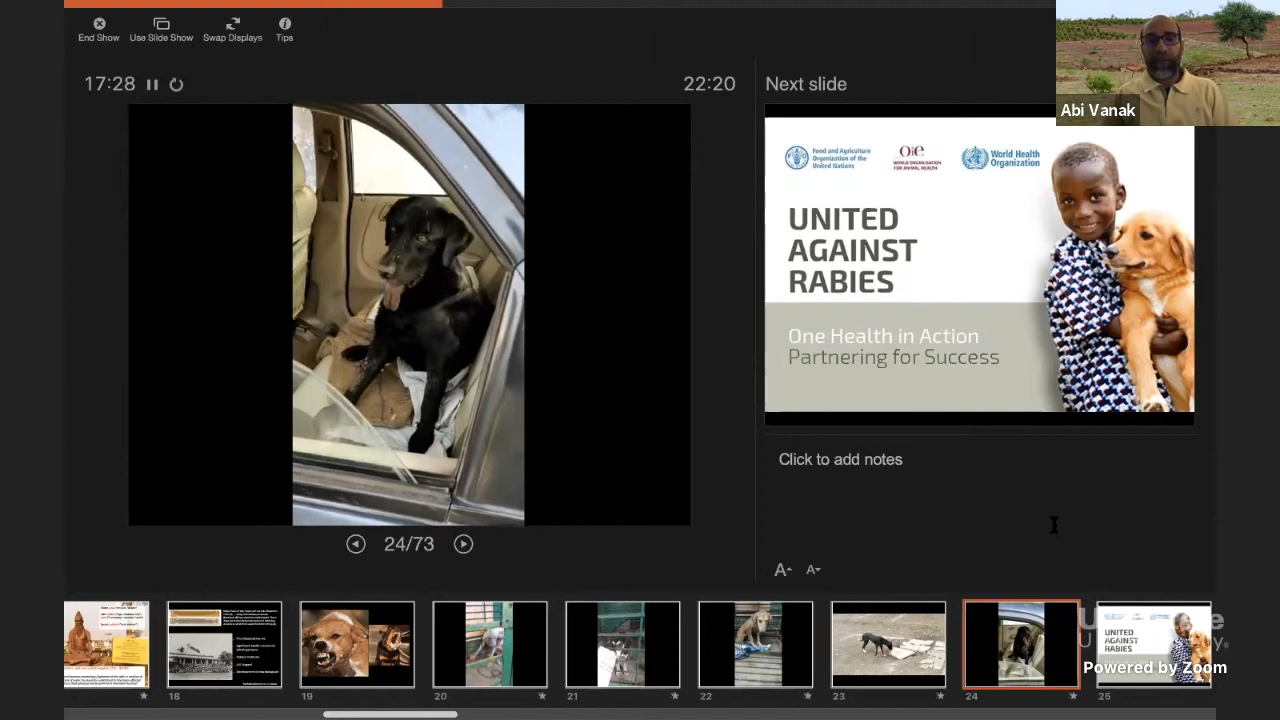 End Show
Use Slide Show
Swap Displays
Tips
Abi Vanak
17:28
22:20
Next slide
Food and Agriculture
Organization of the
United Nations
OIE
WORLD ORGANISATION
FOR ANIMAL HEALTH
World Health
Organization
UNITED
AGAINST
RABIES
One Health in Action
Partnering for Success
Click to add notes
24/73
A
A
UNITED
AGAINST
RABIES
Powered by Zoom
18
19
20
21
22
23
24
25